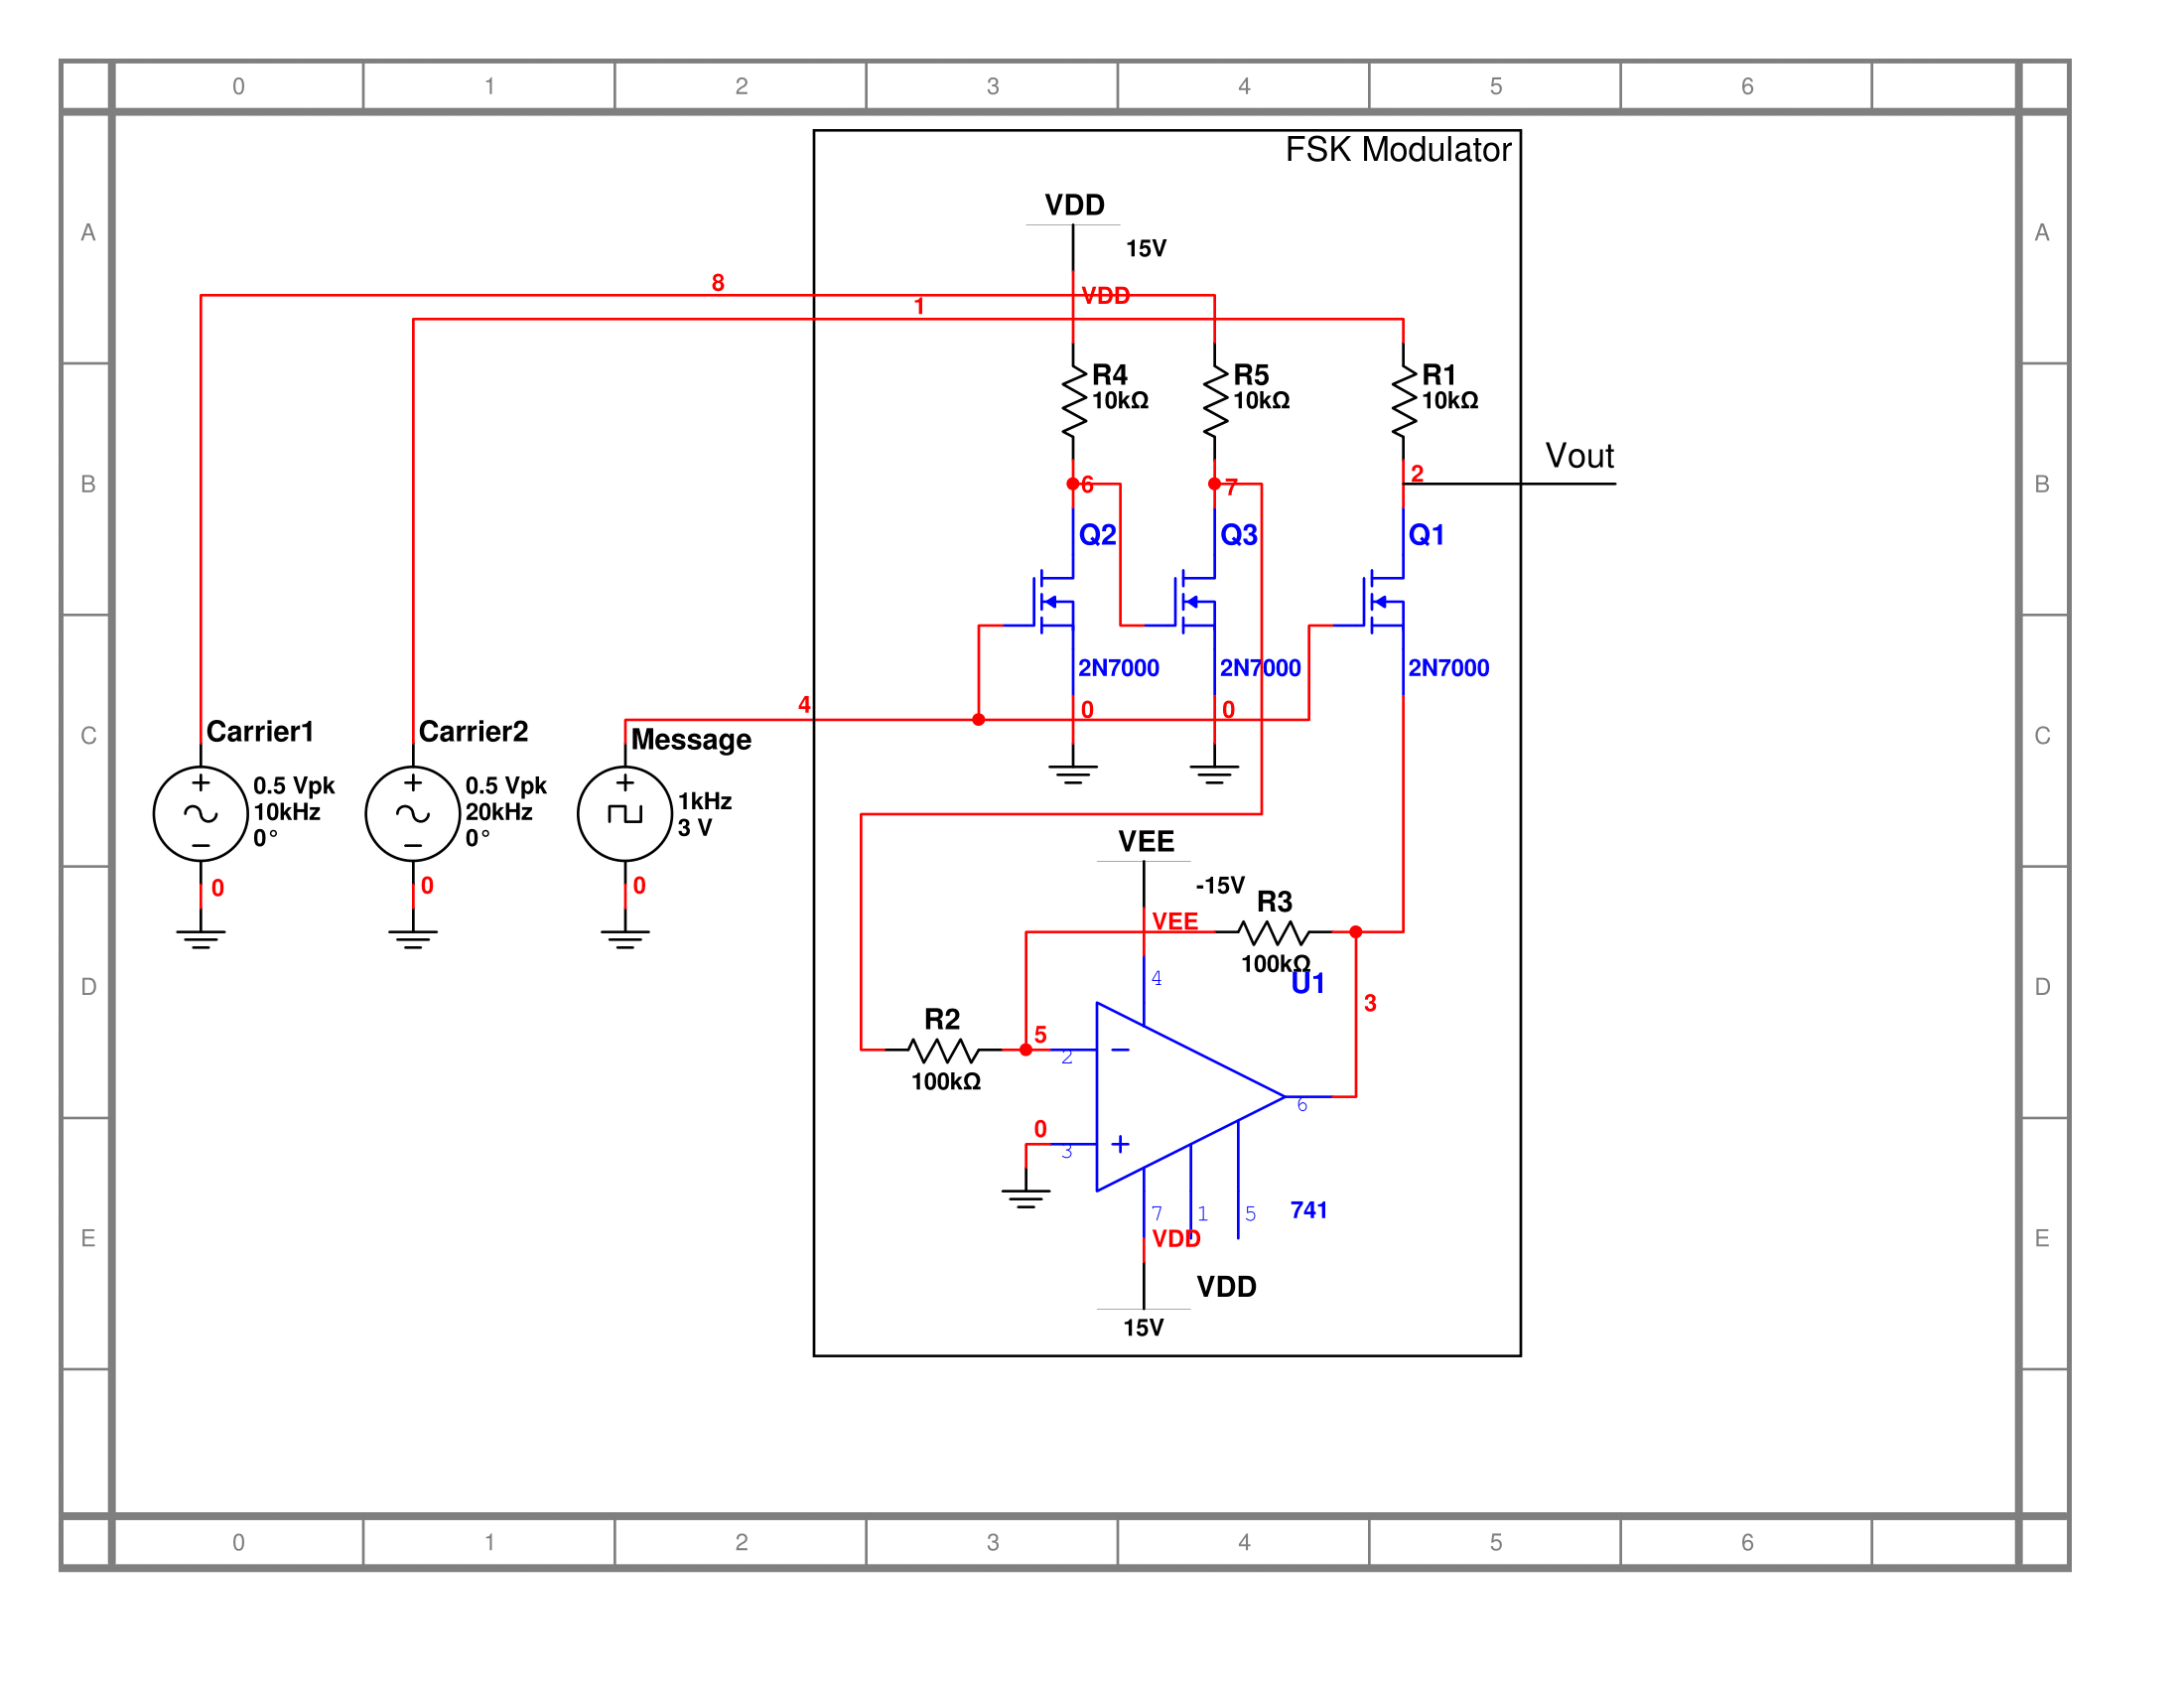 0 1 2 3 4 5 6
FSK Modulator
A A
VDD
15V
8
VDD
1
R4
10kΩ
R5
10kΩ
R1
10kΩ
Vout
B B
6
7
2
Q2
Q3
Q1
2N7000
2N7000
2N7000
4
0
0
C C
Carrier1
0.5 Vpk
10kHz
0°
Carrier2
0.5 Vpk
20kHz
0°
Message
1kHz
3 V
0
0
0
VEE
-15V
VEE
R3
100kΩ
U1
4
D D
3
R2
100kΩ
5
2
6
0
3
7
1
5
741
VDD
E E
VDD
15V
0 1 2 3 4 5 6